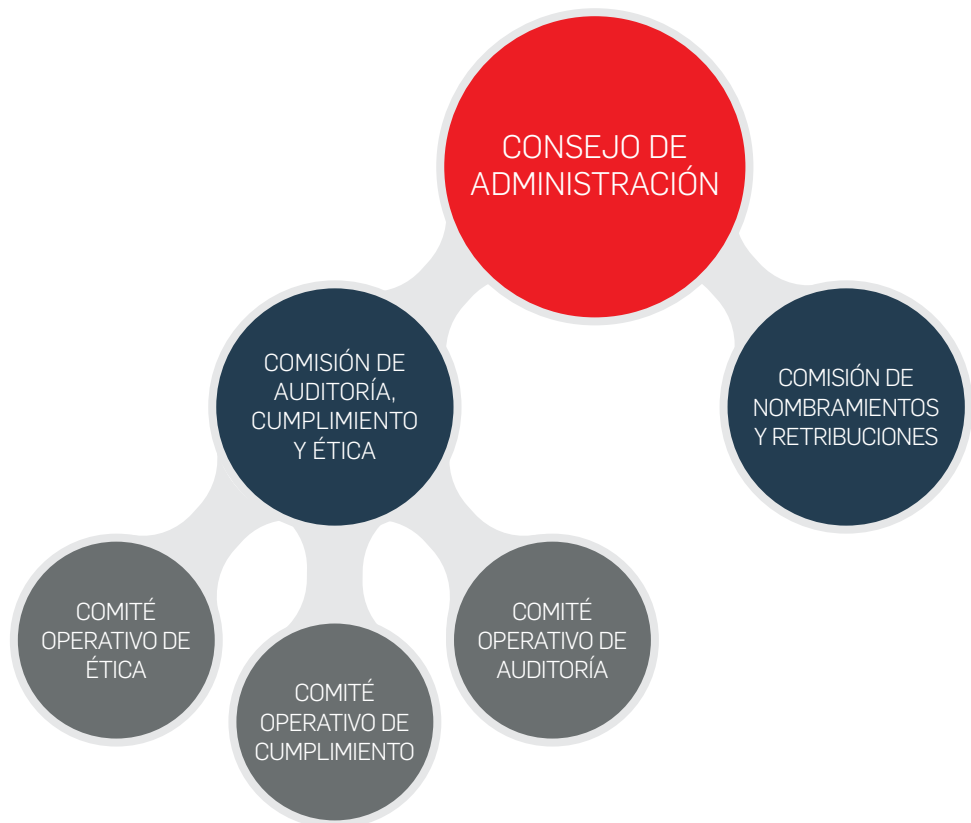 CONSEJO DE
ADMINISTRACIÓN
COMISIÓN DE
AUDITORÍA,
CUMPLIMIENTO
Y ÉTICA
COMISIÓN DE
NOMBRAMIENTOS
Y RETRIBUCIONES
COMITÉ
OPERATIVO DE
ÉTICA
COMITÉ
OPERATIVO DE
CUMPLIMIENTO
COMITÉ
OPERATIVO DE
AUDITORÍA